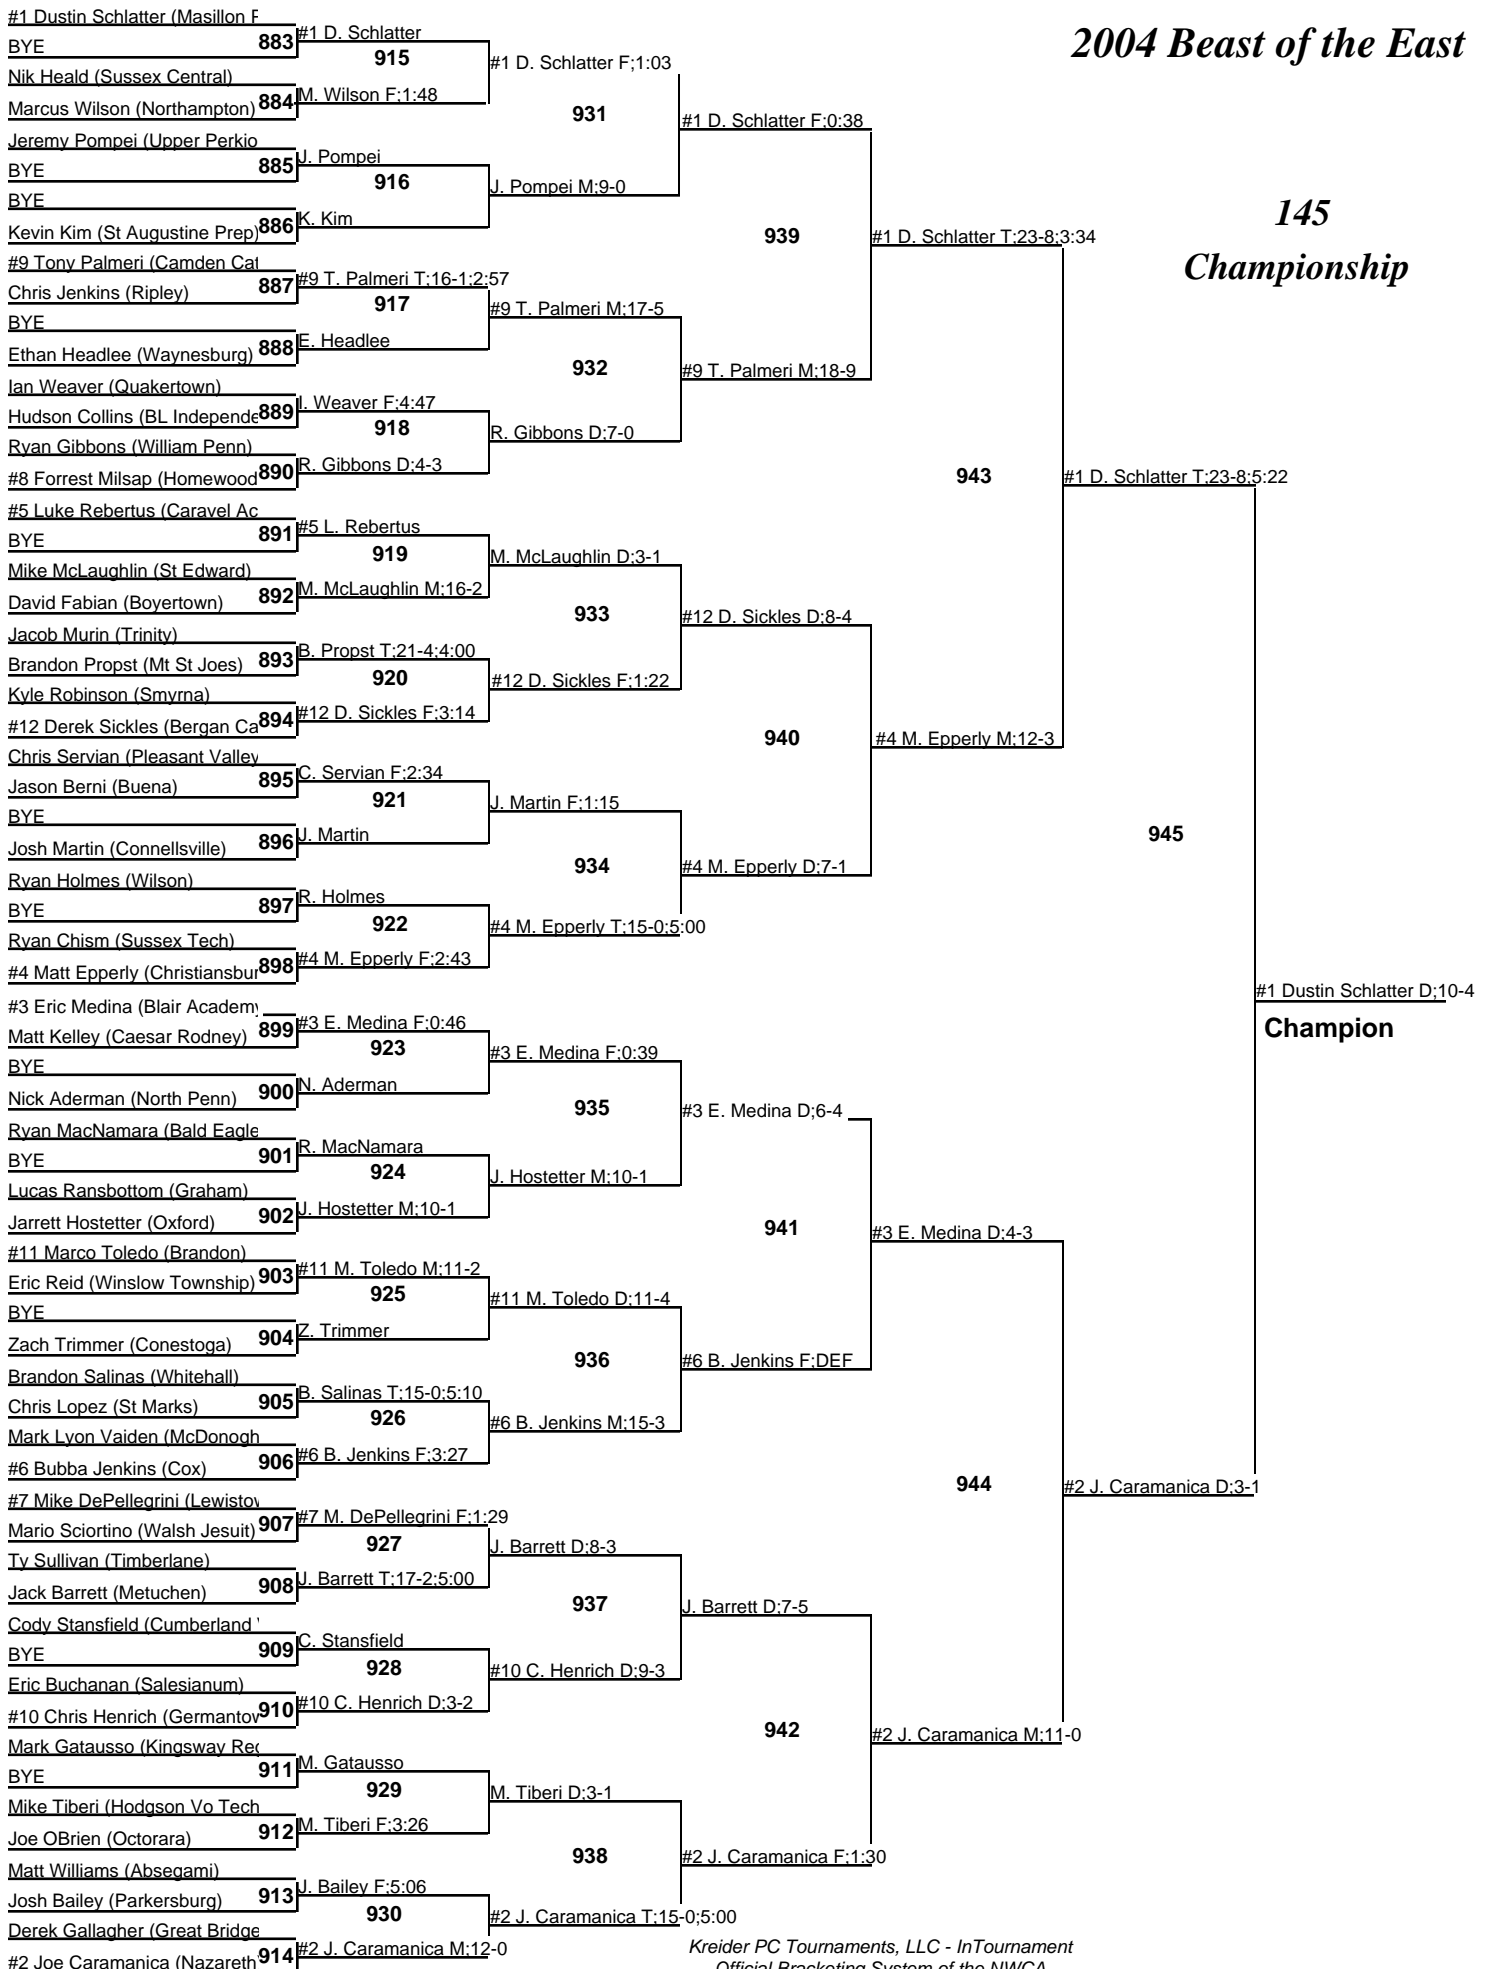 2004 Beast of the East
145
Championship
#1 Dustin Schlatter (Masillon
BYE
883
Nik Heald (Sussex Central)
Marcus Wilson (Northampton)
884
Jeremy Pompei (Upper Perkio
BYE
885
BYE
Kevin Kim (St Augustine Prep)
886
#9 Tony Palmeri (Camden Cat
Chris Jenkins (Ripley)
887
BYE
Ethan Headlee (Waynesburg)
888
Ian Weaver (Quakertown)
Hudson Collins (BL Independe
889
Ryan Gibbons (William Penn)
#8 Forrest Milsap (Homewood
890
#5 Luke Rebertus (Caravel Ac
BYE
891
Mike McLaughlin (St Edward)
David Fabian (Boyertown)
892
Jacob Murin (Trinity)
Brandon Propst (Mt St Joes)
893
Kyle Robinson (Smyrna)
#12 Derek Sickles (Bergan Ca
894
Chris Servian (Pleasant Valley
Jason Berni (Buena)
895
BYE
Josh Martin (Connellsville)
896
Ryan Holmes (Wilson)
BYE
897
Ryan Chism (Sussex Tech)
#4 Matt Epperly (Christiansbur
898
#3 Eric Medina (Blair Academy
Matt Kelley (Caesar Rodney)
899
BYE
Nick Aderman (North Penn)
900
Ryan MacNamara (Bald Eagle
BYE
901
Lucas Ransbottom (Graham)
Jarrett Hostetter (Oxford)
902
#11 Marco Toledo (Brandon)
Eric Reid (Winslow Township)
903
BYE
Zach Trimmer (Conestoga)
904
Brandon Salinas (Whitehall)
Chris Lopez (St Marks)
905
Mark Lyon Vaiden (McDonogh
#6 Bubba Jenkins (Cox)
906
#7 Mike DePellegrini (Lewistow
Mario Sciortino (Walsh Jesuit)
907
Ty Sullivan (Timberlane)
Jack Barrett (Metuchen)
908
Cody Stansfield (Cumberland
BYE
909
Eric Buchanan (Salesianum)
#10 Chris Henrich (Germantow
910
Mark Gatausso (Kingsway Reg
BYE
911
Mike Tiberi (Hodgson Vo Tech
Joe OBrien (Octorara)
912
Matt Williams (Absegami)
Josh Bailey (Parkersburg)
913
Derek Gallagher (Great Bridge
#2 Joe Caramanica (Nazareth
914
#1 D. Schlatter
915
M. Wilson F;1:48
J. Pompei
916
K. Kim
#9 T. Palmeri T;16-1;2:57
917
E. Headlee
I. Weaver F;4:47
918
R. Gibbons D;4-3
#5 L. Rebertus
919
M. McLaughlin M;16-2
B. Propst T;21-4;4:00
920
#12 D. Sickles F;3:14
C. Servian F;2:34
921
J. Martin
R. Holmes
922
#4 M. Epperly F;2:43
#3 E. Medina F;0:46
923
N. Aderman
R. MacNamara
924
J. Hostetter M;10-1
#11 M. Toledo M;11-2
925
Z. Trimmer
B. Salinas T;15-0;5:10
926
#6 B. Jenkins F;3:27
#7 M. DePellegrini F;1:29
927
J. Barrett T;17-2;5:00
C. Stansfield
928
#10 C. Henrich D;3-2
M. Gatausso
929
M. Tiberi F;3:26
J. Bailey F;5:06
930
#2 J. Caramanica M;12-0
#1 D. Schlatter F;1:03
931
J. Pompei M;9-0
#9 T. Palmeri M;17-5
932
R. Gibbons D;7-0
M. McLaughlin D;3-1
933
#12 D. Sickles F;1:22
J. Martin F;1:15
934
#4 M. Epperly T;15-0;5:00
#3 E. Medina F;0:39
935
J. Hostetter M;10-1
#11 M. Toledo D;11-4
936
#6 B. Jenkins M;15-3
J. Barrett D;8-3
937
#10 C. Henrich D;9-3
M. Tiberi D;3-1
938
#2 J. Caramanica T;15-0;5:00
#1 D. Schlatter F;0:38
939
#9 T. Palmeri M;18-9
#12 D. Sickles D;8-4
940
#4 M. Epperly D;7-1
#3 E. Medina D;6-4
941
#6 B. Jenkins F;DEF
J. Barrett D;7-5
942
#2 J. Caramanica F;1:30
#1 D. Schlatter T;23-8;3:34
943
#4 M. Epperly M;12-3
#3 E. Medina D;4-3
944
#2 J. Caramanica M;11-0
#1 D. Schlatter T;23-8;5:22
945
#2 J. Caramanica D;3-1
#1 Dustin Schlatter D;10-4
Champion
Kreider PC Tournaments, LLC - InTournament
Official Bracketing System of the NWCA